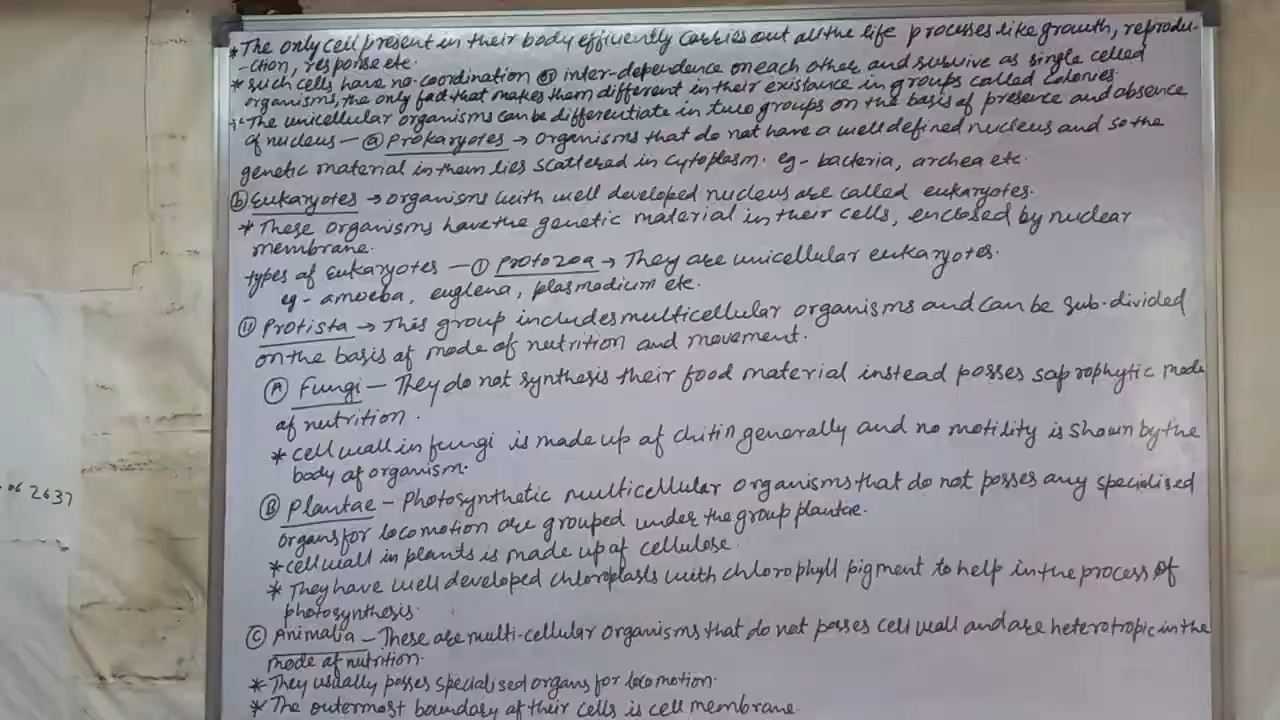 * The only cell present in their body efficiently carries out all the life processes like growth, reprodu-
-ction, response etc.
* Such cells have no coordination or inter-dependence on each other and survive as single celled
organisms, the only fact that makes them different in their existance in groups called colonies.
* The unicellular organisms can be differentiate in two groups on the basis of presence and absence
of nucleus - ⓐ Prokaryotes → Organisms that do not have a well defined nucleus and so the
genetic material in them lies scattered in cytoplasm. eg- bacteria, archea etc.
ⓑ Eukaryotes → organisms with well developed nucleus are called eukaryotes.
* These organisms have the genetic material in their cells, enclosed by nuclear
membrane.
types of Eukaryotes - ① Protozoa → They are unicellular eukaryotes.
eg- amoeba, euglena, plasmodium etc.
ⓘⓘ Protista → This group includes multicellular organisms and can be sub-divided
on the basis of mode of nutrition and movement.
Ⓐ Fungi - They do not synthesis their food material instead posses saprophytic mode
of nutrition.
* cell wall in fungi is made up of chitin generally and no motility is shown by the
body of organism.
Ⓑ Plantae - Photosynthetic multicellular organisms that do not posses any specialised
organs for locomotion are grouped under the group plantae.
* cell wall in plants is made up of cellulose
* They have well developed chloroplasts with chlorophyll pigment to help in the process of
photosynthesis.
Ⓒ Animalia - These are multi-cellular organisms that do not posses cell wall and are heterotropic in the
mode of nutrition.
* They usually posses specialised organs for locomotion.
* The outermost boundary of their cells is cell membrane.
06 2637